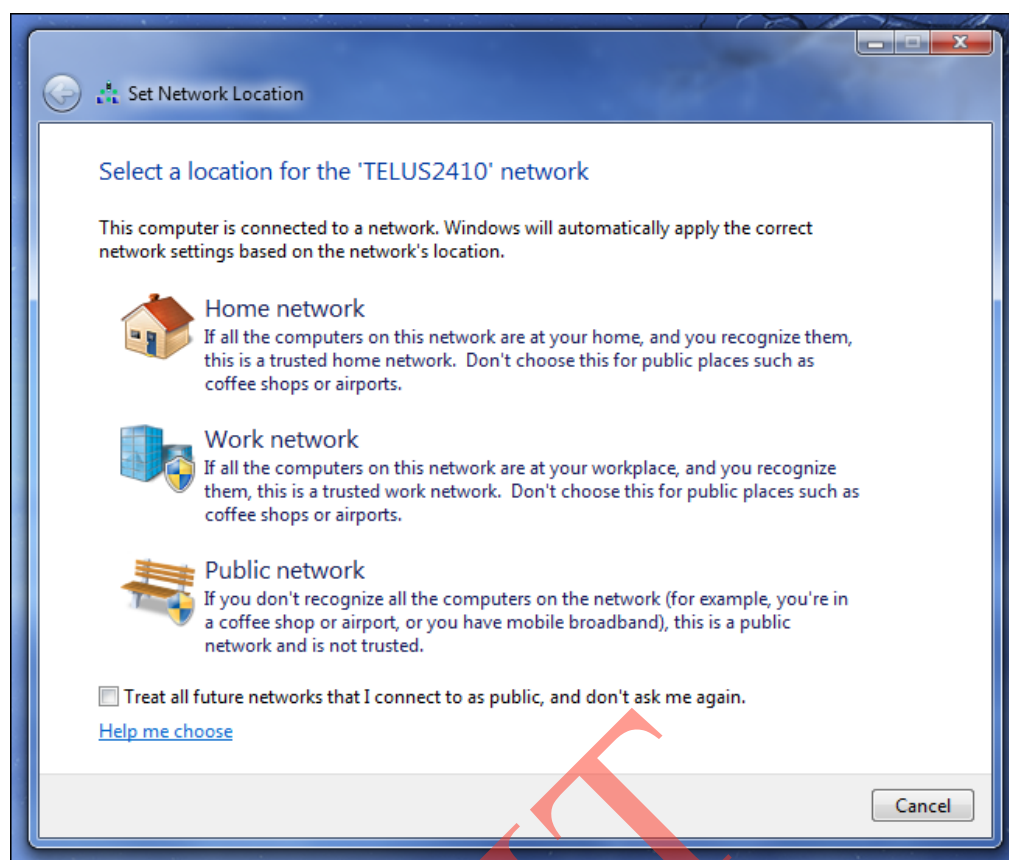 Set Network Location
Select a location for the 'TELUS2410' network
This computer is connected to a network. Windows will automatically apply the correct
network settings based on the network's location.
Home network
If all the computers on this network are at your home, and you recognize them,
this is a trusted home network.  Don't choose this for public places such as
coffee shops or airports.
Work network
If all the computers on this network are at your workplace, and you recognize
them, this is a trusted work network.  Don't choose this for public places such as
coffee shops or airports.
Public network
If you don't recognize all the computers on the network (for example, you're in
a coffee shop or airport, or you have mobile broadband), this is a public
network and is not trusted.
Treat all future networks that I connect to as public, and don't ask me again.
Help me choose
Cancel